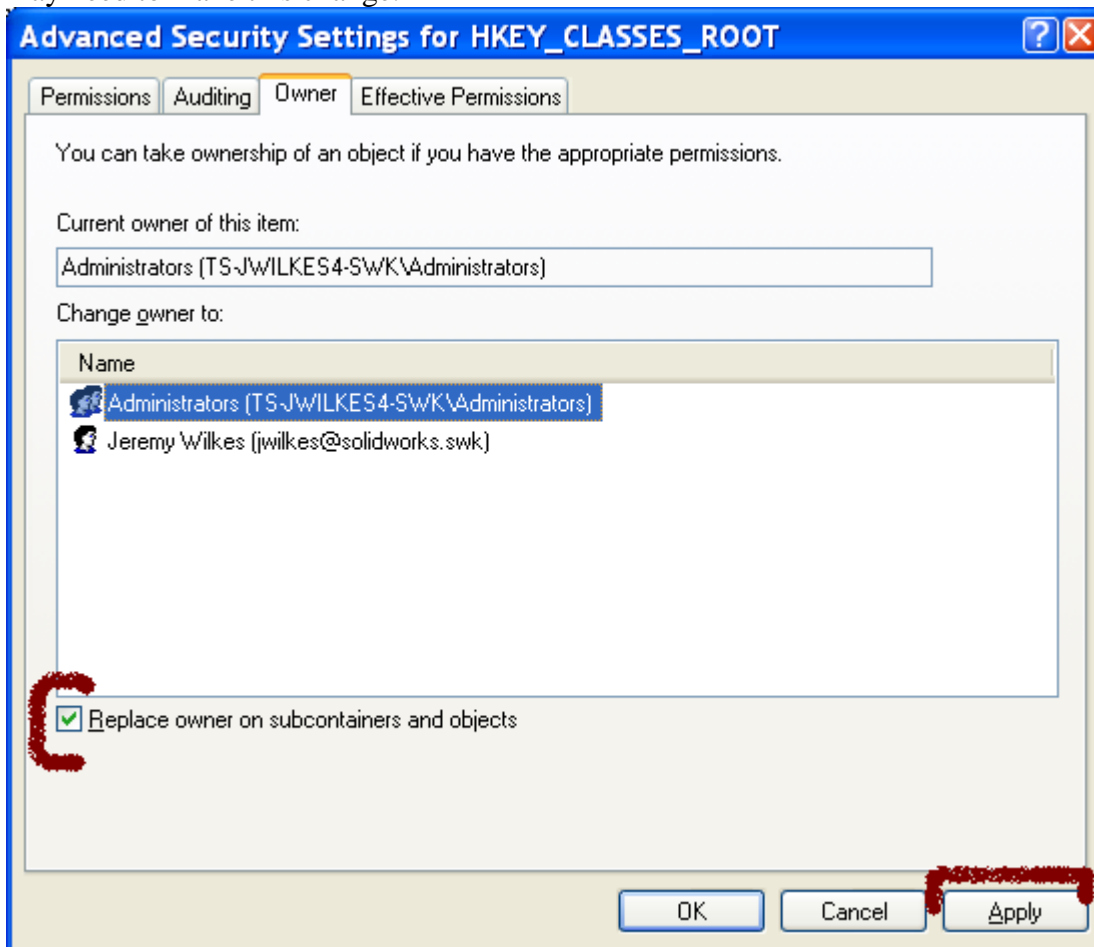 Advanced Security Settings for HKEY_CLASSES_ROOT
Permissions Auditing Owner Effective Permissions
You can take ownership of an object if you have the appropriate permissions.
Current owner of this item:
Administrators (TS-JWILKES4-SWK\Administrators)
Change owner to:
Name
Administrators (TS-JWILKES4-SWK\Administrators)
Jeremy Wilkes (jwilkes@solidworks.swk)
Replace owner on subcontainers and objects
OK Cancel Apply